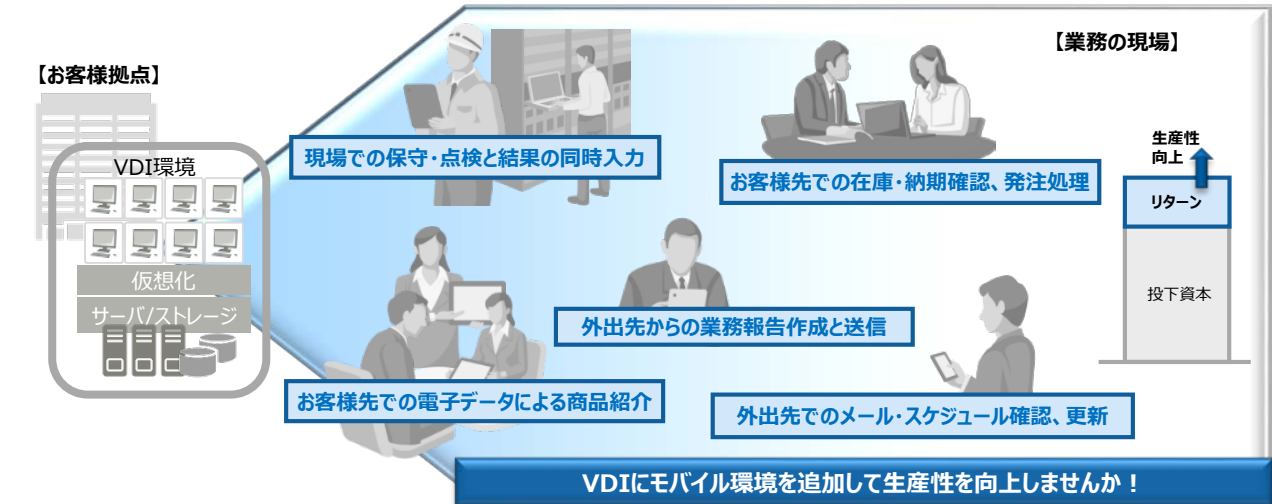 【お客様拠点】
VDI環境
仮想化
サーバ/ストレージ
【業務の現場】
現場での保守・点検と結果の同時入力
お客様先での在庫・納期確認、発注処理
外出先からの業務報告作成と送信
お客様先での電子データによる商品紹介
外出先でのメール・スケジュール確認、更新
生産性
向上
リターン
投下資本
VDIにモバイル環境を追加して生産性を向上しませんか！